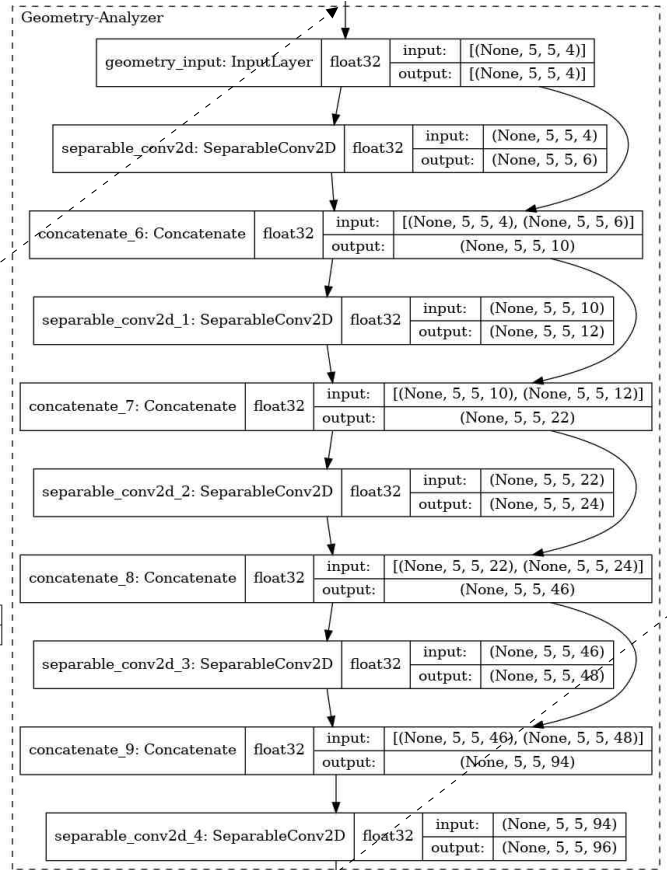 Geometry-Analyzer
geometry_input: InputLayer float32 input: [(None, 5, 5, 4)]
output: [(None, 5, 5, 4)]
separable_conv2d: SeparableConv2D float32 input: (None, 5, 5, 4)
output: (None, 5, 5, 6)
concatenate_6: Concatenate float32 input: [(None, 5, 5, 4), (None, 5, 5, 6)]
output: (None, 5, 5, 10)
separable_conv2d_1: SeparableConv2D float32 input: (None, 5, 5, 10)
output: (None, 5, 5, 12)
concatenate_7: Concatenate float32 input: [(None, 5, 5, 10), (None, 5, 5, 12)]
output: (None, 5, 5, 22)
separable_conv2d_2: SeparableConv2D float32 input: (None, 5, 5, 22)
output: (None, 5, 5, 24)
concatenate_8: Concatenate float32 input: [(None, 5, 5, 22), (None, 5, 5, 24)]
output: (None, 5, 5, 46)
separable_conv2d_3: SeparableConv2D float32 input: (None, 5, 5, 46)
output: (None, 5, 5, 48)
concatenate_9: Concatenate float32 input: [(None, 5, 5, 46), (None, 5, 5, 48)]
output: (None, 5, 5, 94)
separable_conv2d_4: SeparableConv2D float32 input: (None, 5, 5, 94)
output: (None, 5, 5, 96)